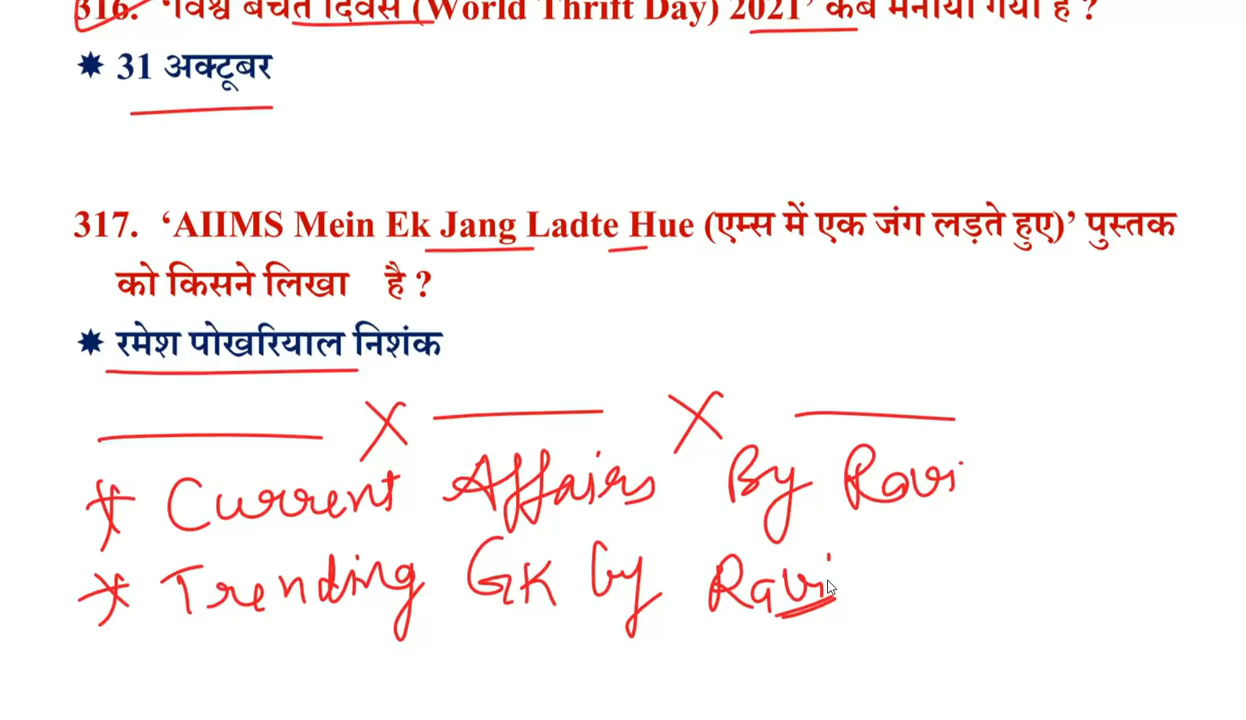 316. ‘विश्व बचत दिवस (World Thrift Day) 2021’ कब मनाया गया है ?
✷ 31 अक्टूबर
317. ‘AIIMS Mein Ek Jang Ladte Hue (एम्स में एक जंग लड़ते हुए)’ पुस्तक
को किसने लिखा है ?
✷ रमेश पोखरियाल निशंक
* Current Affairs By Ravi
* Trending GK by Ravi